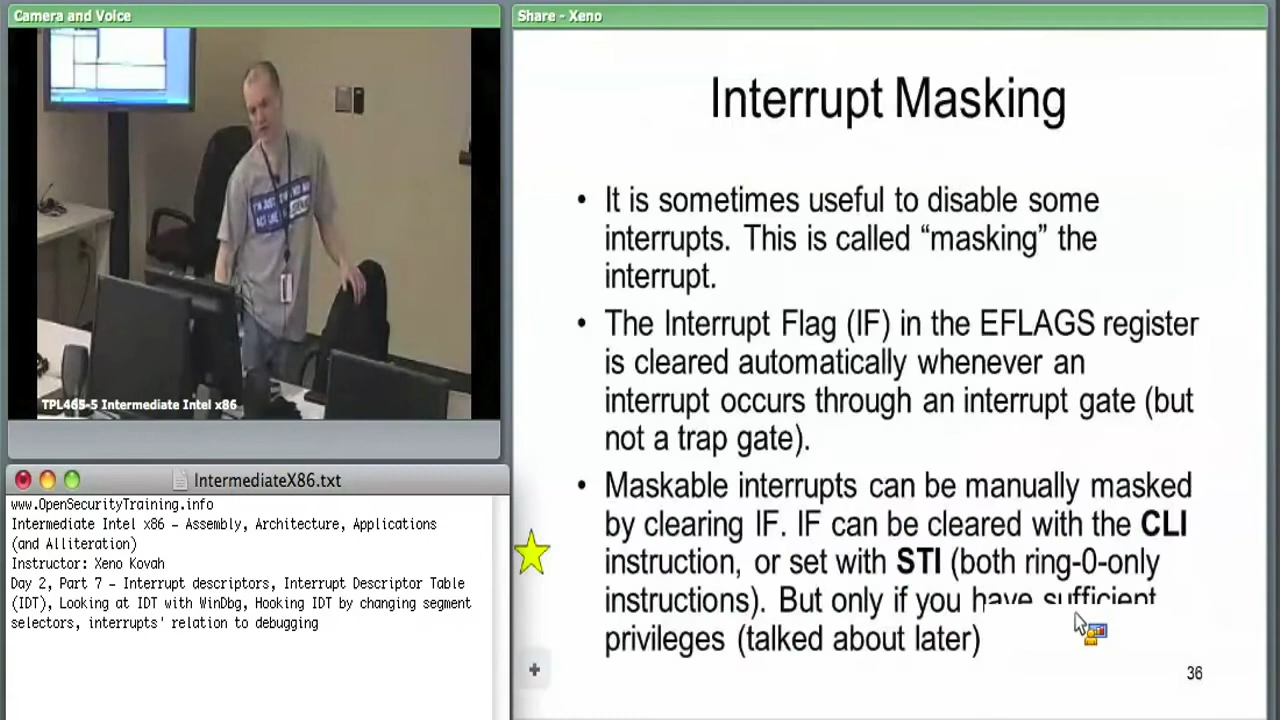 Camera and Voice
TPL465-5 Intermediate Intel x86
IntermediateX86.txt
www.OpenSecurityTraining.info
Intermediate Intel x86 – Assembly, Architecture, Applications
(and Alliteration)
Instructor: Xeno Kovah
Day 2, Part 7 – Interrupt descriptors, Interrupt Descriptor Table
(IDT), Looking at IDT with WinDbg, Hooking IDT by changing segment
selectors, interrupts' relation to debugging
Share - Xeno
Interrupt Masking
• It is sometimes useful to disable some
interrupts. This is called “masking” the
interrupt.
• The Interrupt Flag (IF) in the EFLAGS register
is cleared automatically whenever an
interrupt occurs through an interrupt gate (but
not a trap gate).
• Maskable interrupts can be manually masked
by clearing IF. IF can be cleared with the CLI
instruction, or set with STI (both ring-0-only
instructions). But only if you have sufficient
privileges (talked about later)
36